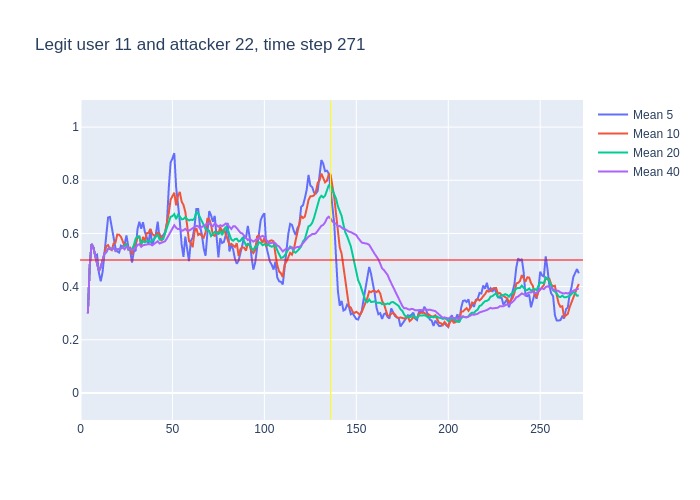 Legit user 11 and attacker 22, time step 271
Mean 5
Mean 10
Mean 20
Mean 40
1
0.8
0.6
0.4
0.2
0
0 50 100 150 200 250